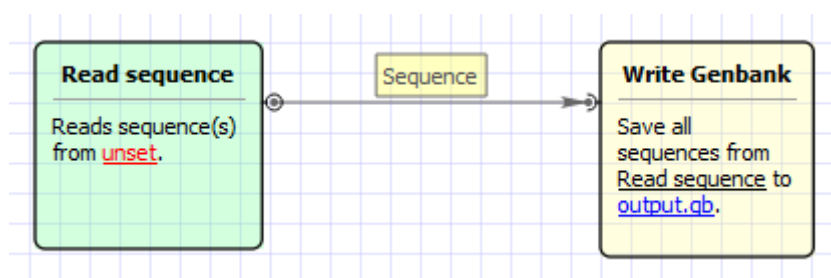 Read sequence
Reads sequence(s)
from unset.
Sequence
Write Genbank
Save all
sequences from
Read sequence to
output.gb.